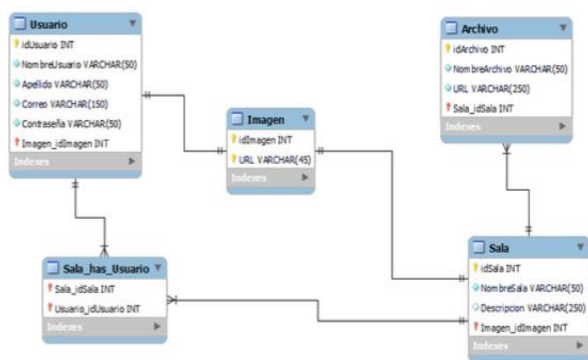 Usuario
idUsuario INT
NombreUsuario VARCHAR(50)
Apellido VARCHAR(50)
Correo VARCHAR(150)
Contraseña VARCHAR(50)
Imagen_idImagen INT
Indexes
Imagen
idImagen INT
URL VARCHAR(45)
Indexes
Archivo
idArchivo INT
NombreArchivo VARCHAR(50)
URL VARCHAR(250)
Sala_idSala INT
Indexes
Sala_has_Usuario
Sala_idSala INT
Usuario_idUsuario INT
Indexes
Sala
idSala INT
NombreSala VARCHAR(50)
Descripcion VARCHAR(250)
Imagen_idImagen INT
Indexes